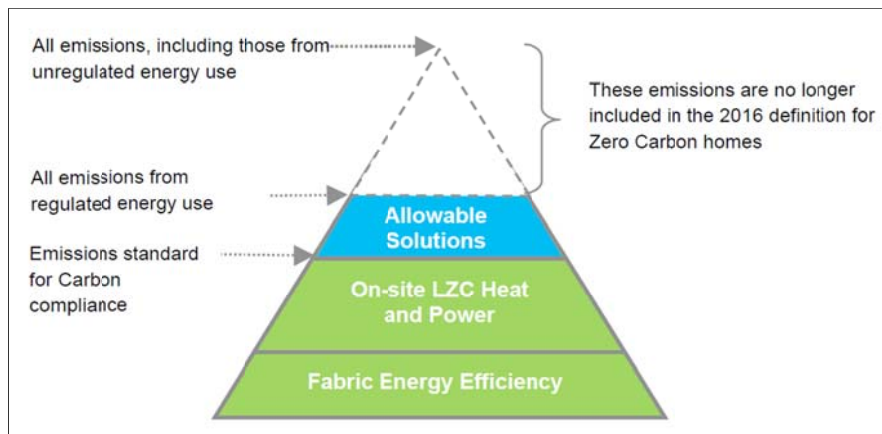 All emissions, including those from
unregulated energy use
These emissions are no longer
included in the 2016 definition for
Zero Carbon homes
All emissions from
regulated energy use
Allowable
Solutions
Emissions standard
for Carbon
compliance
On-site LZC Heat
and Power
Fabric Energy Efficiency